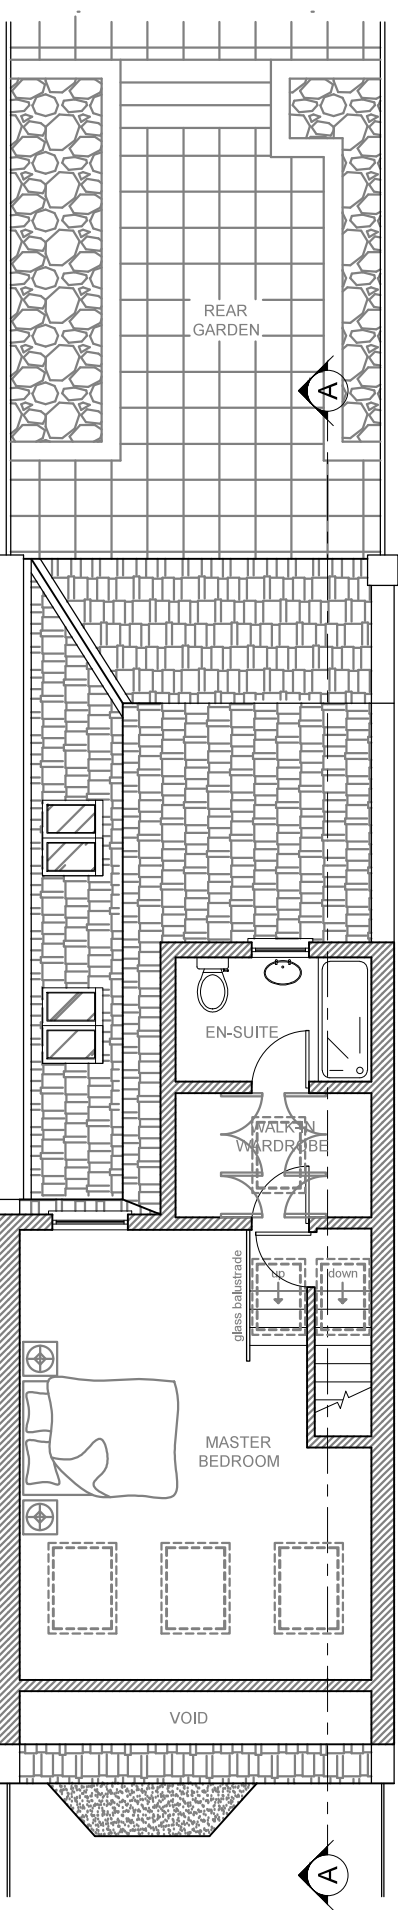 REAR
GARDEN
A
EN-SUITE
WALK-IN
WARDROBE
glass balustrade
up
down
MASTER
BEDROOM
VOID
A